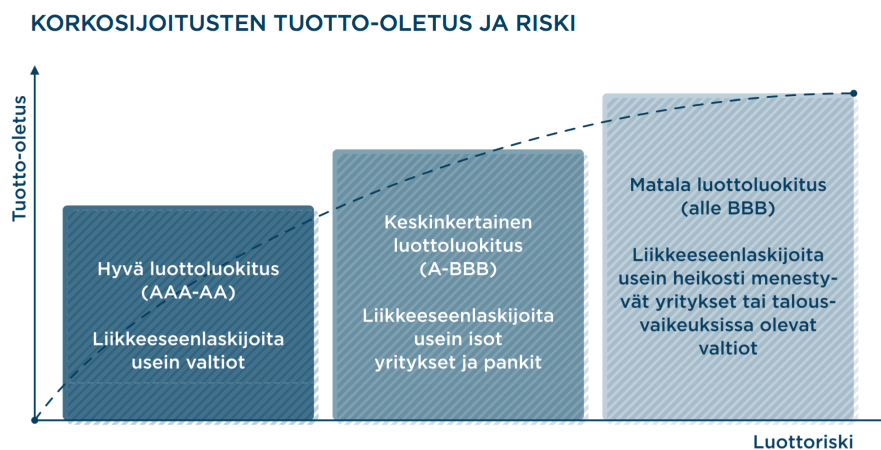 KORKOSIJOITUSTEN TUOTTO-OLETUS JA RISKI
Tuotto-oletus
Hyvä luottoluokitus
(AAA-AA)
Liikkeeseenlaskijoita
usein valtiot
Keskinkertainen
luottoluokitus
(A-BBB)
Liikkeeseenlaskijoita
usein isot
yritykset ja pankit
Matala luottoluokitus
(alle BBB)
Liikkeeseenlaskijoita
usein heikosti menesty-
vät yritykset tai talous-
vaikeuksissa olevat
valtiot
Luottoriski